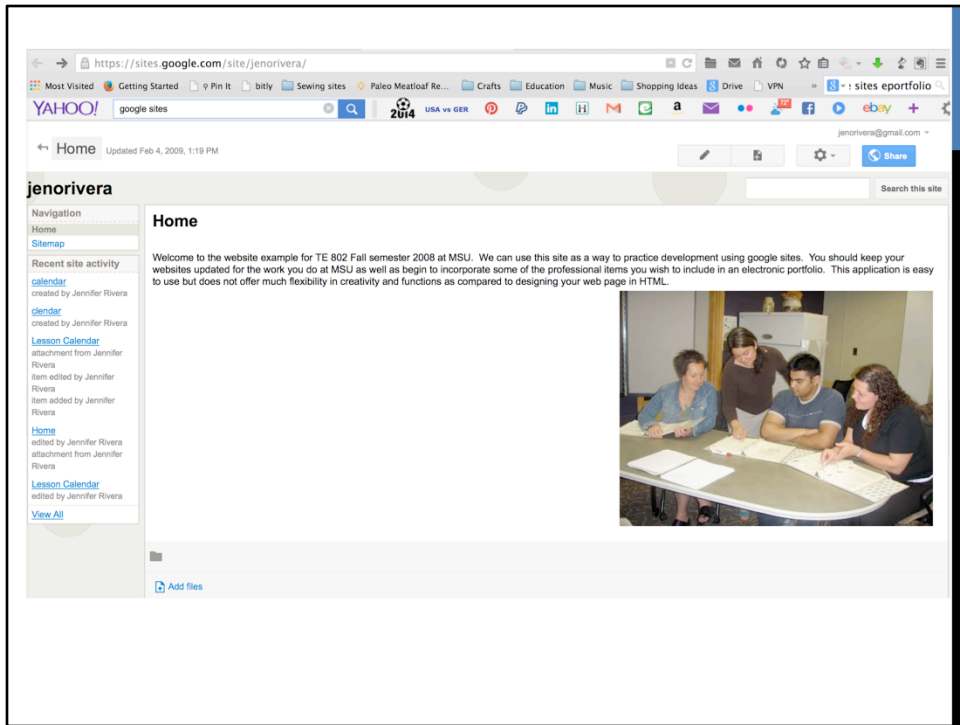 https://sites.google.com/site/jenorivera/
Most Visited Getting Started Pin It bitly Sewing sites Paleo Meatloaf Re... Crafts Education Music Shopping Ideas Drive VPN » sites eportfolio
YAHOO! google sites 2014 USA vs GER ebay
jenorivera@gmail.com
Home Updated Feb 4, 2009, 1:19 PM
Share
jenorivera
Search this site
Navigation
Home
Sitemap
Recent site activity
calendar
created by Jennifer Rivera
clendar
created by Jennifer Rivera
Lesson Calendar
attachment from Jennifer
Rivera
item edited by Jennifer
Rivera
item added by Jennifer
Rivera
Home
edited by Jennifer Rivera
attachment from Jennifer
Rivera
Lesson Calendar
edited by Jennifer Rivera
View All
Home
Welcome to the website example for TE 802 Fall semester 2008 at MSU. We can use this site as a way to practice development using google sites. You should keep your
websites updated for the work you do at MSU as well as begin to incorporate some of the professional items you wish to include in an electronic portfolio. This application is easy
to use but does not offer much flexibility in creativity and functions as compared to designing your web page in HTML.
Add files